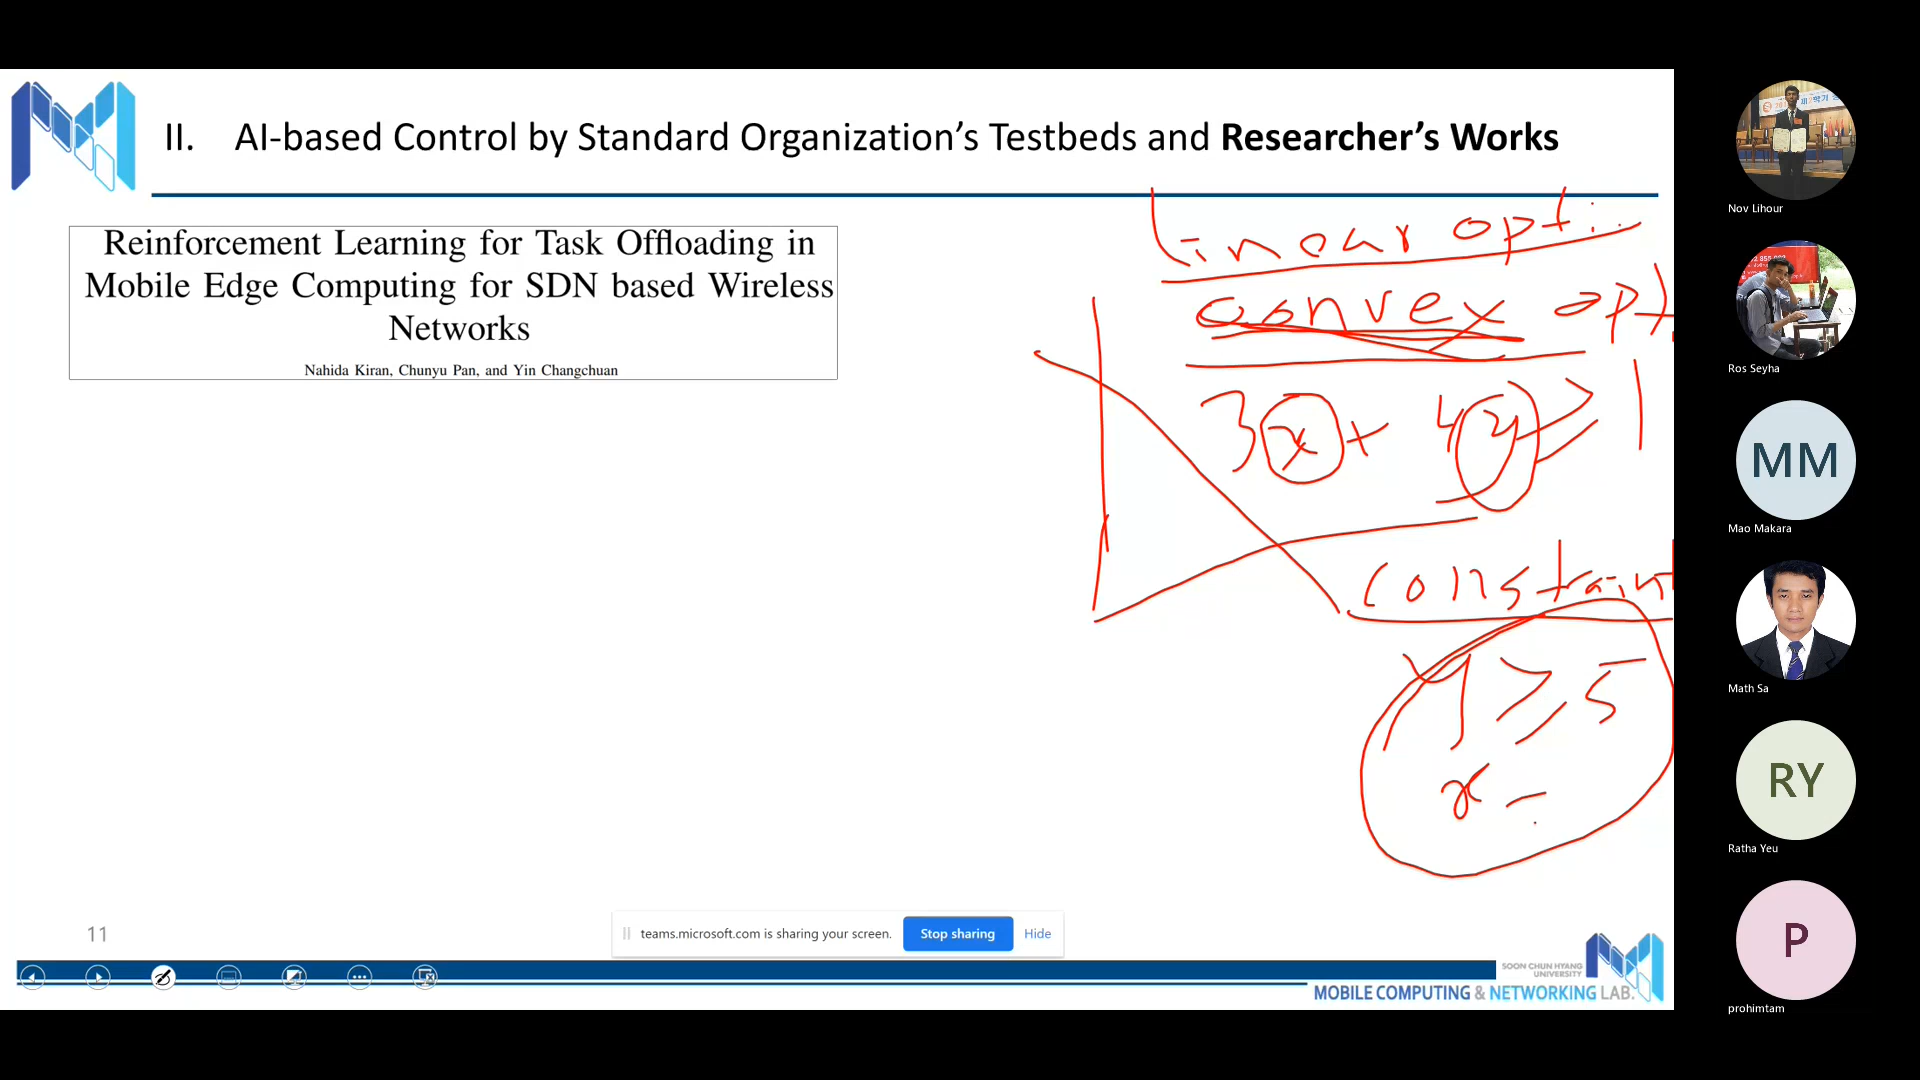 II. AI-based Control by Standard Organization's Testbeds and Researcher's Works
Reinforcement Learning for Task Offloading in
Mobile Edge Computing for SDN based Wireless
Networks
Nahida Kiran, Chunyu Pan, and Yin Changchuan
linear opti..
convex opt
3x + 4y ≥ 1
constraint
y ≥ 5
x =
11
teams.microsoft.com is sharing your screen.
Stop sharing
Hide
SOON CHUN HYANG
UNIVERSITY
MOBILE COMPUTING & NETWORKING LAB.
Nov Lihour
Ros Seyha
MM
Mao Makara
Math Sa
RY
Ratha Yeu
P
prohimtam